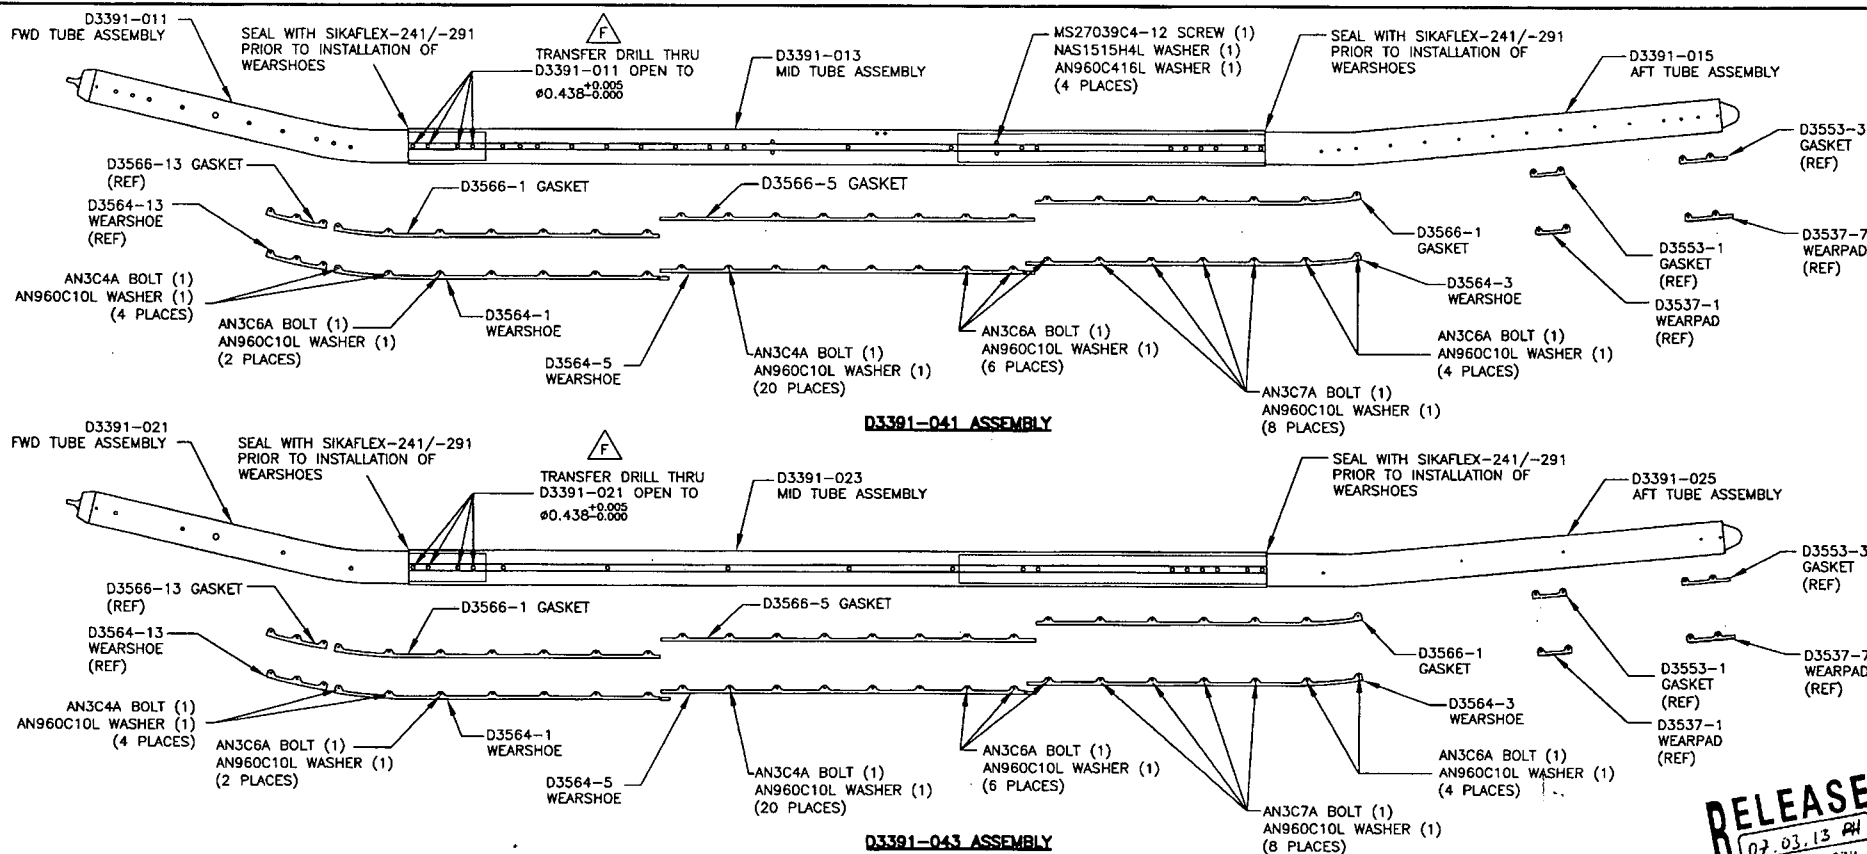 D3391-011
FWD TUBE ASSEMBLY
SEAL WITH SIKAFLEX-241/-291
PRIOR TO INSTALLATION OF
WEARSHOES
F
TRANSFER DRILL THRU
D3391-011 OPEN TO
ø0.438+0.005
-0.000
D3391-013
MID TUBE ASSEMBLY
MS27039C4-12 SCREW (1)
NAS1515H4L WASHER (1)
AN960C416L WASHER (1)
(4 PLACES)
SEAL WITH SIKAFLEX-241/-291
PRIOR TO INSTALLATION OF
WEARSHOES
D3391-015
AFT TUBE ASSEMBLY
D3553-3
GASKET
(REF)
D3566-13 GASKET
(REF)
D3564-13
WEARSHOE
(REF)
D3566-1 GASKET
D3566-5 GASKET
D3566-1
GASKET
D3553-1
GASKET
(REF)
D3537-7
WEARPAD
(REF)
AN3C4A BOLT (1)
AN960C10L WASHER (1)
(4 PLACES)
AN3C6A BOLT (1)
AN960C10L WASHER (1)
(2 PLACES)
D3564-1
WEARSHOE
D3564-5
WEARSHOE
AN3C4A BOLT (1)
AN960C10L WASHER (1)
(20 PLACES)
AN3C6A BOLT (1)
AN960C10L WASHER (1)
(6 PLACES)
D3564-3
WEARSHOE
D3537-1
WEARPAD
(REF)
AN3C6A BOLT (1)
AN960C10L WASHER (1)
(4 PLACES)
AN3C7A BOLT (1)
AN960C10L WASHER (1)
(8 PLACES)
D3391-041 ASSEMBLY
D3391-021
FWD TUBE ASSEMBLY
SEAL WITH SIKAFLEX-241/-291
PRIOR TO INSTALLATION OF
WEARSHOES
F
TRANSFER DRILL THRU
D3391-021 OPEN TO
ø0.438+0.005
-0.000
D3391-023
MID TUBE ASSEMBLY
SEAL WITH SIKAFLEX-241/-291
PRIOR TO INSTALLATION OF
WEARSHOES
D3391-025
AFT TUBE ASSEMBLY
D3553-3
GASKET
(REF)
D3566-13 GASKET
(REF)
D3564-13
WEARSHOE
(REF)
D3566-1 GASKET
D3566-5 GASKET
D3566-1
GASKET
D3553-1
GASKET
(REF)
D3537-7
WEARPAD
(REF)
AN3C4A BOLT (1)
AN960C10L WASHER (1)
(4 PLACES)
AN3C6A BOLT (1)
AN960C10L WASHER (1)
(2 PLACES)
D3564-1
WEARSHOE
D3564-5
WEARSHOE
AN3C4A BOLT (1)
AN960C10L WASHER (1)
(20 PLACES)
AN3C6A BOLT (1)
AN960C10L WASHER (1)
(6 PLACES)
D3564-3
WEARSHOE
D3537-1
WEARPAD
(REF)
AN3C6A BOLT (1)
AN960C10L WASHER (1)
(4 PLACES)
AN3C7A BOLT (1)
AN960C10L WASHER (1)
(8 PLACES)
D3391-043 ASSEMBLY
RELEASE
07.03.13